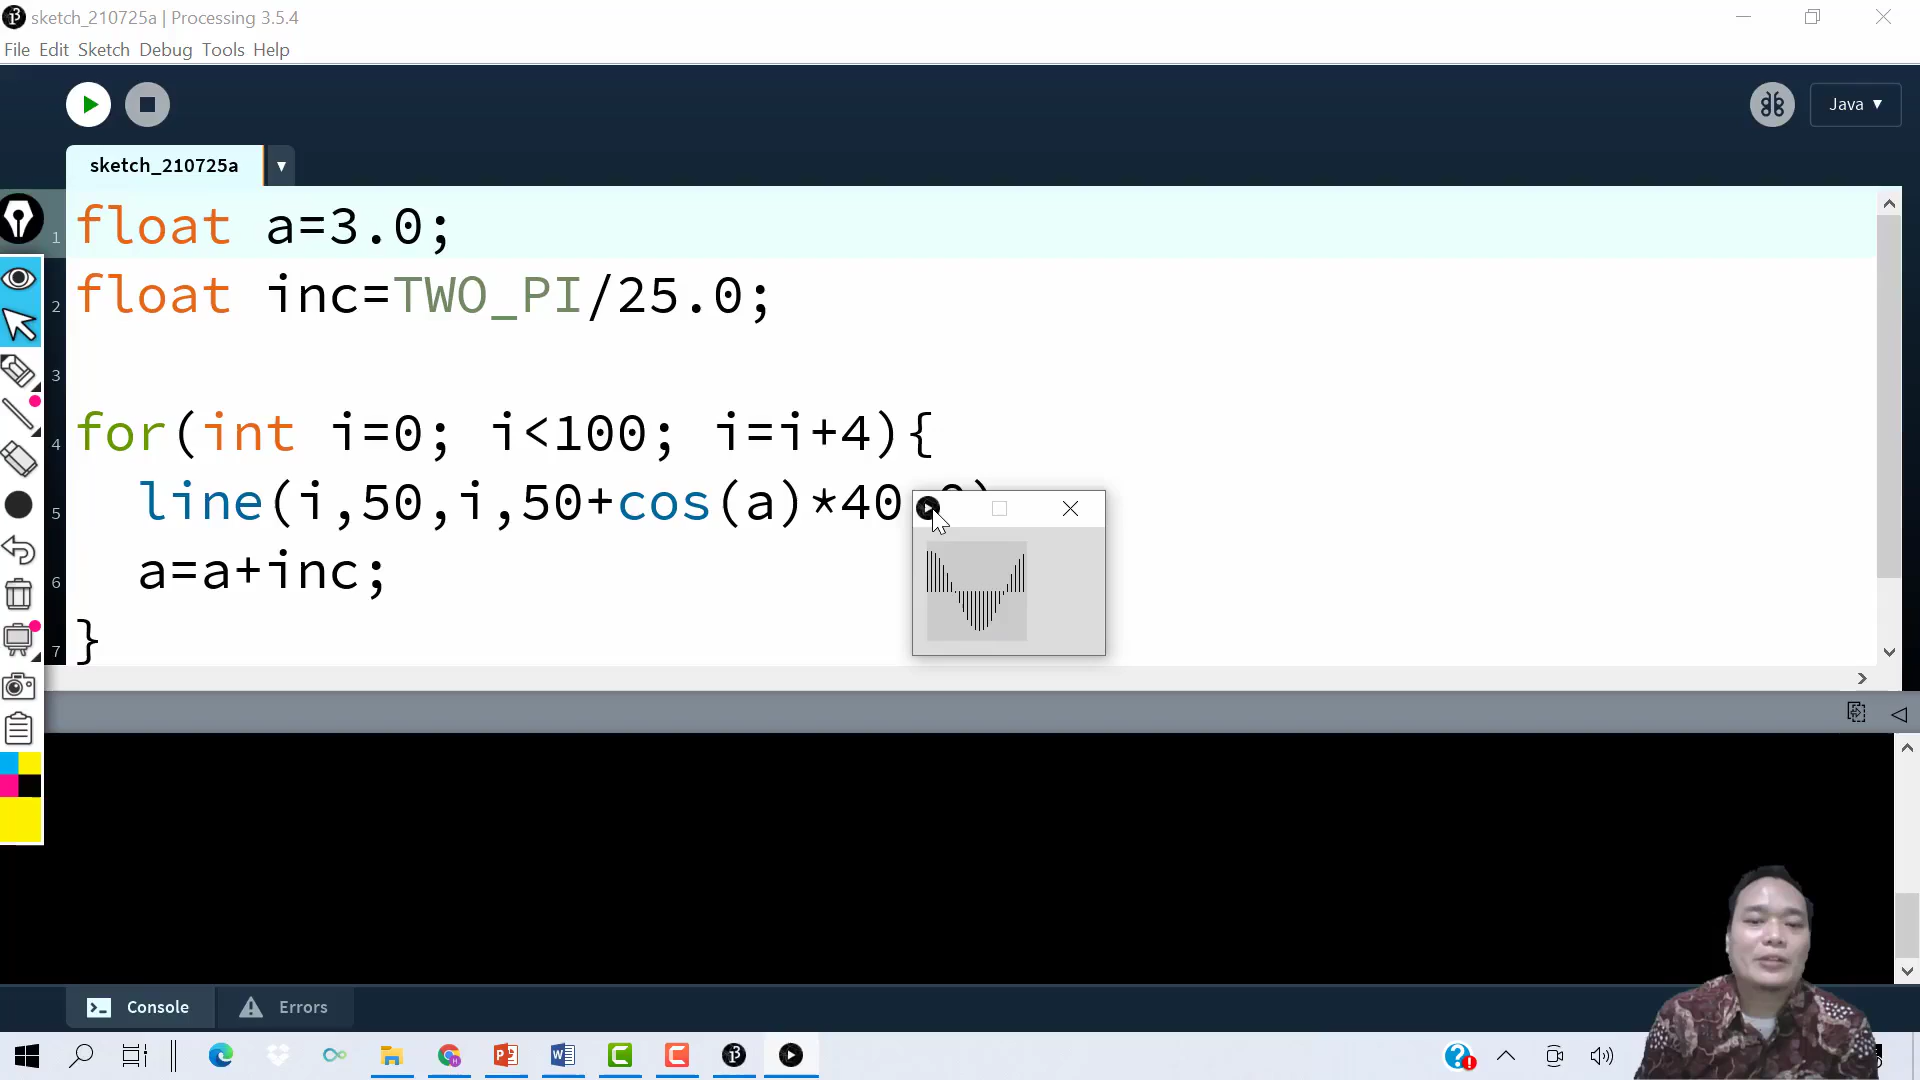 sketch_210725a | Processing 3.5.4
File Edit Sketch Debug Tools Help
Java ▼
sketch_210725a ▼
1 float a=3.0;
2 float inc=TWO_PI/25.0;
3
4 for(int i=0; i<100; i=i+4){
5 line(i,50,i,50+cos(a)*40
6 a=a+inc;
7 }
Console Errors